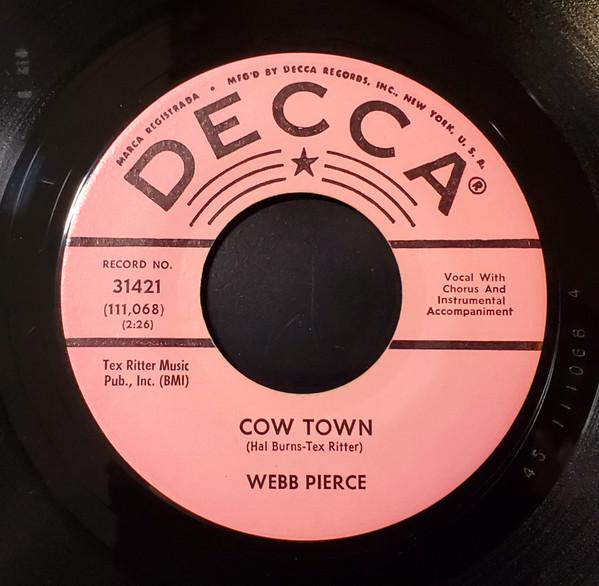 MARCA REGISTRADA • MFG'D BY DECCA RECORDS, INC., NEW YORK, U. S. A.
DECCA®
RECORD NO.
31421
(111,068)
(2:26)
Vocal With
Chorus And
Instrumental
Accompaniment
Tex Ritter Music
Pub., Inc. (BMI)
COW TOWN
(Hal Burns-Tex Ritter)
WEBB PIERCE
45 111068 4